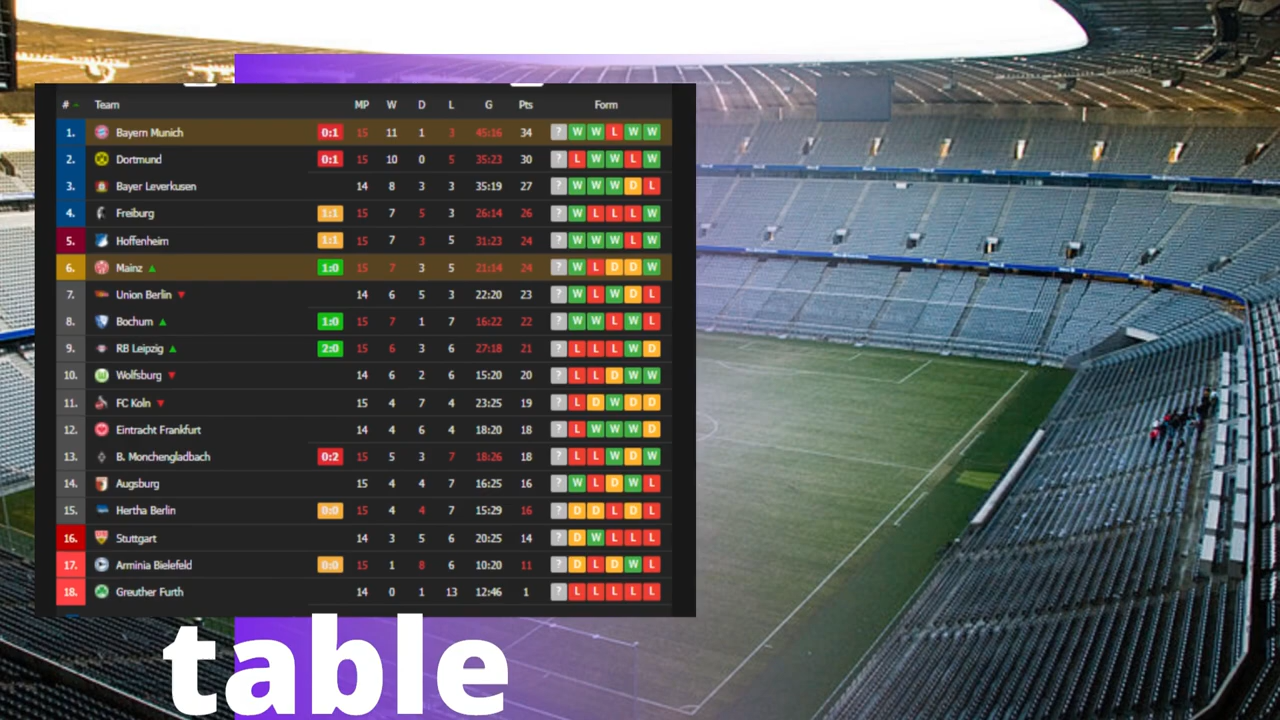 # Team MP W D L G Pts Form
1. Bayern Munich 0:1 15 11 1 3 45:16 34 ? W W L W W
2. Dortmund 0:1 15 10 0 5 35:23 30 ? L W W L W
3. Bayer Leverkusen 14 8 3 3 35:19 27 ? W W W D L
4. Freiburg 1:1 15 7 5 3 26:14 26 ? W L L L W
5. Hoffenheim 1:1 15 7 3 5 31:23 24 ? W W W L W
6. Mainz 1:0 15 7 3 5 21:14 24 ? W L D D W
7. Union Berlin 14 6 5 3 22:20 23 ? W L W D L
8. Bochum 1:0 15 7 1 7 16:22 22 ? W W L W L
9. RB Leipzig 2:0 15 6 3 6 27:18 21 ? L L L W D
10. Wolfsburg 14 6 2 6 15:20 20 ? L L D W W
11. FC Koln 15 4 7 4 23:25 19 ? L D W D D
12. Eintracht Frankfurt 14 4 6 4 18:20 18 ? L W W W D
13. B. Monchengladbach 0:2 15 5 3 7 18:26 18 ? L L W D W
14. Augsburg 15 4 4 7 16:25 16 ? W L D W L
15. Hertha Berlin 0:0 15 4 4 7 15:29 16 ? D D L D L
16. Stuttgart 14 3 5 6 20:25 14 ? D W L L L
17. Arminia Bielefeld 0:0 15 1 8 6 10:20 11 ? D L D W L
18. Greuther Furth 14 0 1 13 12:46 1 ? L L L L L
table